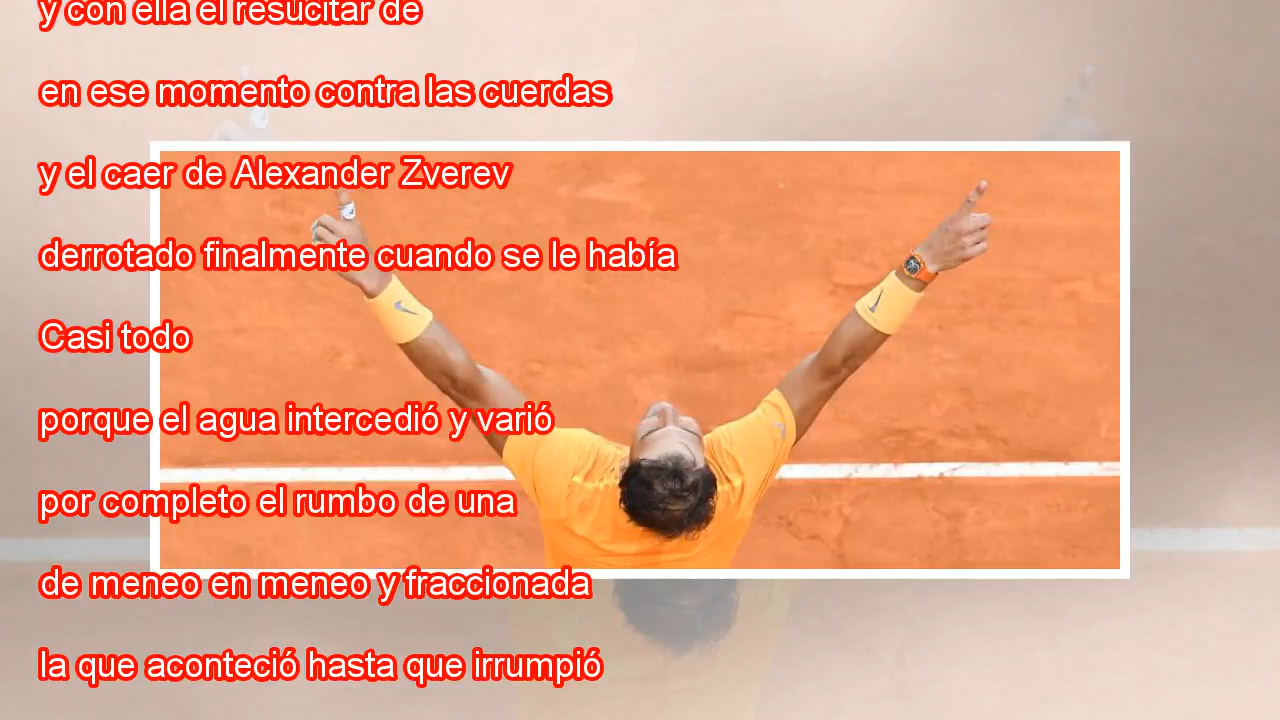 y con ella el resucitar de
en ese momento contra las cuerdas
y el caer de Alexander Zverev
derrotado finalmente cuando se le había
Casi todo
porque el agua intercedió y varió
por completo el rumbo de una
de meneo en meneo y fraccionada
la que aconteció hasta que irrumpió